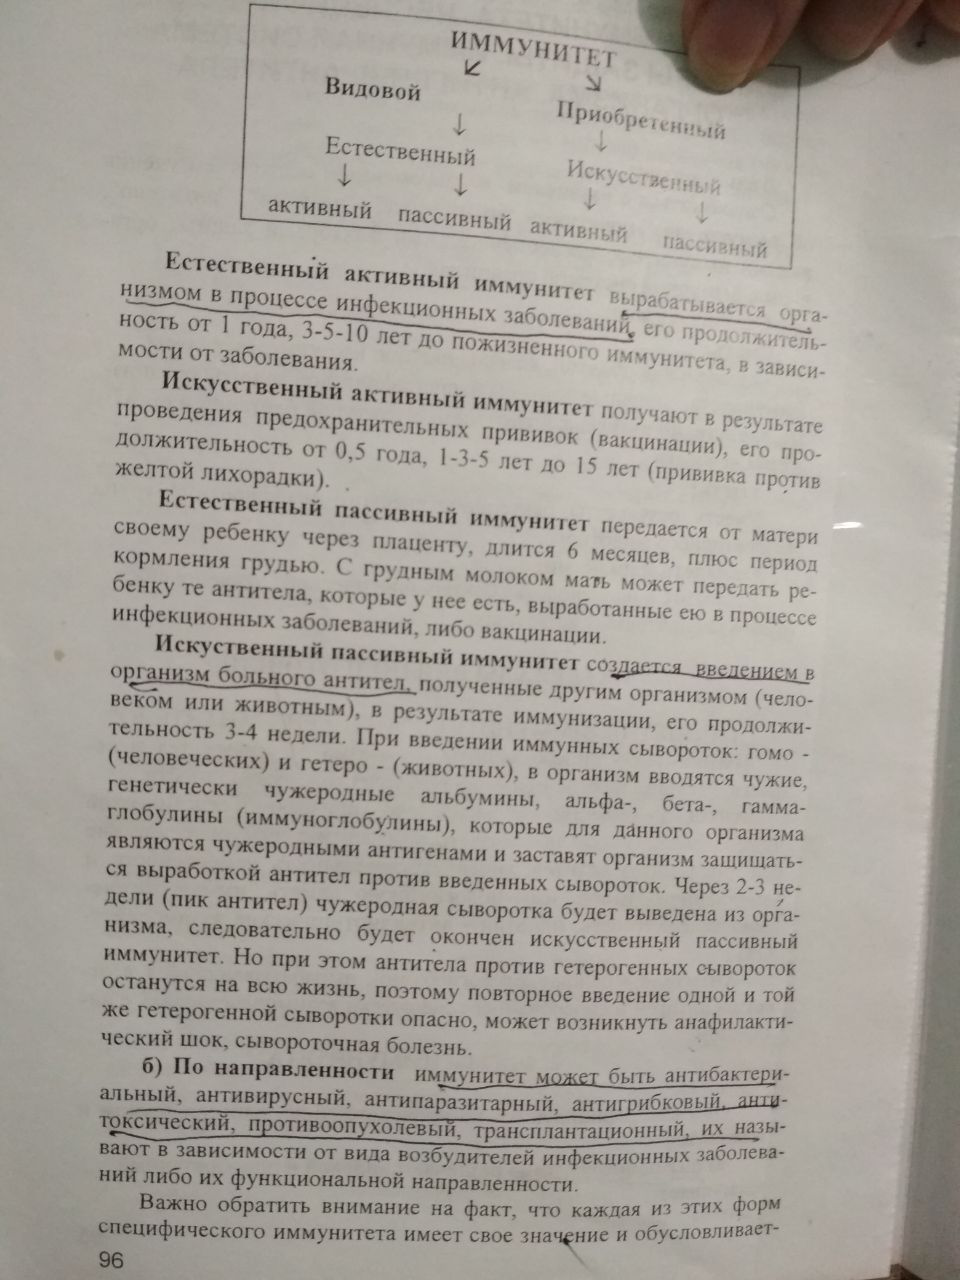 ИММУНИТЕТ
Видовой Приобретенный
Естественный Искусственный
активный пассивный активный пассивный
Естественный активный иммунитет вырабатывается орга-
низмом в процессе инфекционных заболеваний, его продолжитель-
ность от 1 года, 3-5-10 лет до пожизненного иммунитета, в зависи-
мости от заболевания.
Искусственный активный иммунитет получают в результате
проведения предохранительных прививок (вакцинации), его про-
должительность от 0,5 года, 1-3-5 лет до 15 лет (прививка против
желтой лихорадки).
Естественный пассивный иммунитет передается от матери
своему ребенку через плаценту, длится 6 месяцев, плюс период
кормления грудью. С грудным молоком мать может передать ре-
бенку те антитела, которые у нее есть, выработанные ею в процессе
инфекционных заболеваний, либо вакцинации.
Искуственный пассивный иммунитет создается введением в
организм больного антител, полученные другим организмом (чело-
веком или животным), в результате иммунизации, его продолжи-
тельность 3-4 недели. При введении иммунных сывороток: гомо -
(человеческих) и гетеро - (животных), в организм вводятся чужие,
генетически чужеродные альбумины, альфа-, бета-, гамма-
глобулины (иммуноглобулины), которые для данного организма
являются чужеродными антигенами и заставят организм защищать-
ся выработкой антител против введенных сывороток. Через 2-3 не-
дели (пик антител) чужеродная сыворотка будет выведена из орга-
низма, следовательно будет окончен искусственный пассивный
иммунитет. Но при этом антитела против гетерогенных сывороток
останутся на всю жизнь, поэтому повторное введение одной и той
же гетерогенной сыворотки опасно, может возникнуть анафилакти-
ческий шок, сывороточная болезнь.
б) По направленности иммунитет может быть антибактери-
альный, антивирусный, антипаразитарный, антигрибковый, анти-
токсический, противоопухолевый, трансплантационный, их назы-
вают в зависимости от вида возбудителей инфекционных заболева-
ний либо их функциональной направленности.
Важно обратить внимание на факт, что каждая из этих форм
специфического иммунитета имеет свое значение и обусловливает-
96